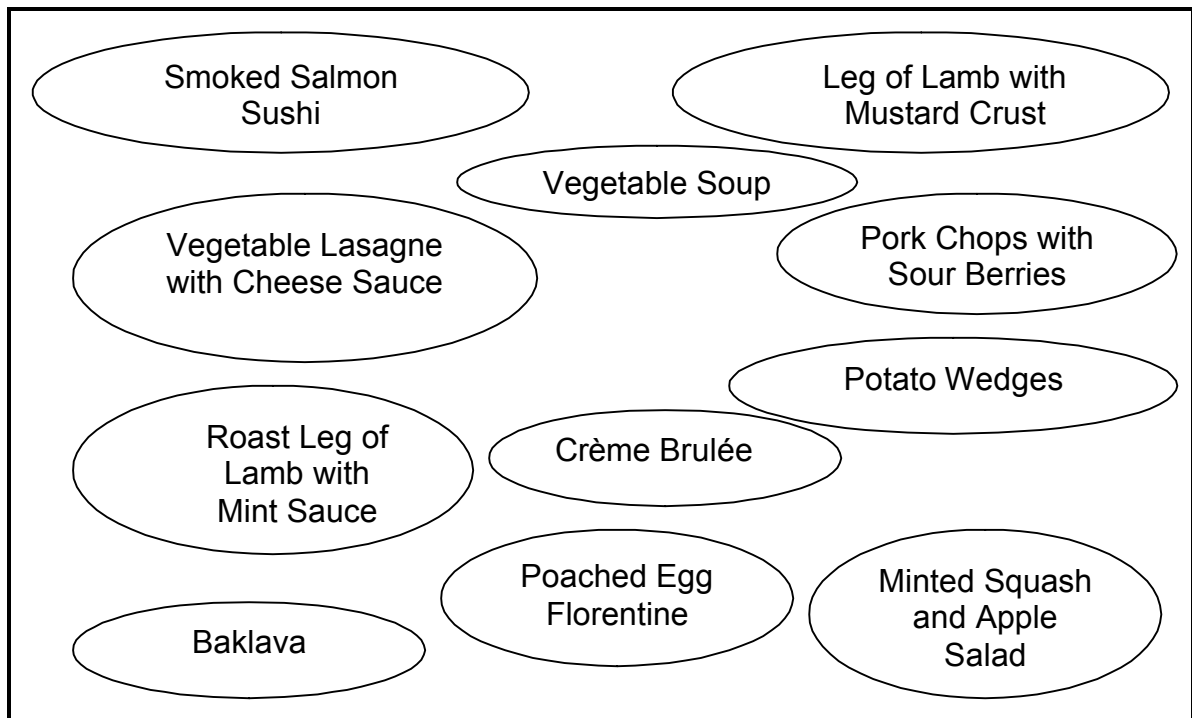 Smoked Salmon
Sushi
Leg of Lamb with
Mustard Crust
Vegetable Soup
Vegetable Lasagne
with Cheese Sauce
Pork Chops with
Sour Berries
Potato Wedges
Roast Leg of
Lamb with
Mint Sauce
Crème Brulée
Poached Egg
Florentine
Minted Squash
and Apple
Salad
Baklava